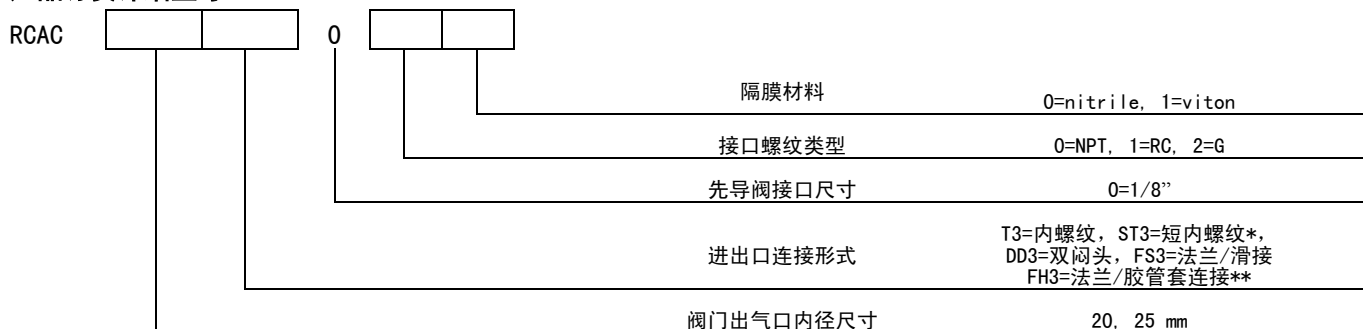 RCAC 0
隔膜材料 0=nitrile, 1=viton
接口螺纹类型 0=NPT, 1=RC, 2=G
先导阀接口尺寸 0=1/8”
进出口连接形式 T3=内螺纹, ST3=短内螺纹*,
DD3=双闷头, FS3=法兰/滑接
FH3=法兰/胶管套连接**
阀门出气口内径尺寸 20, 25 mm